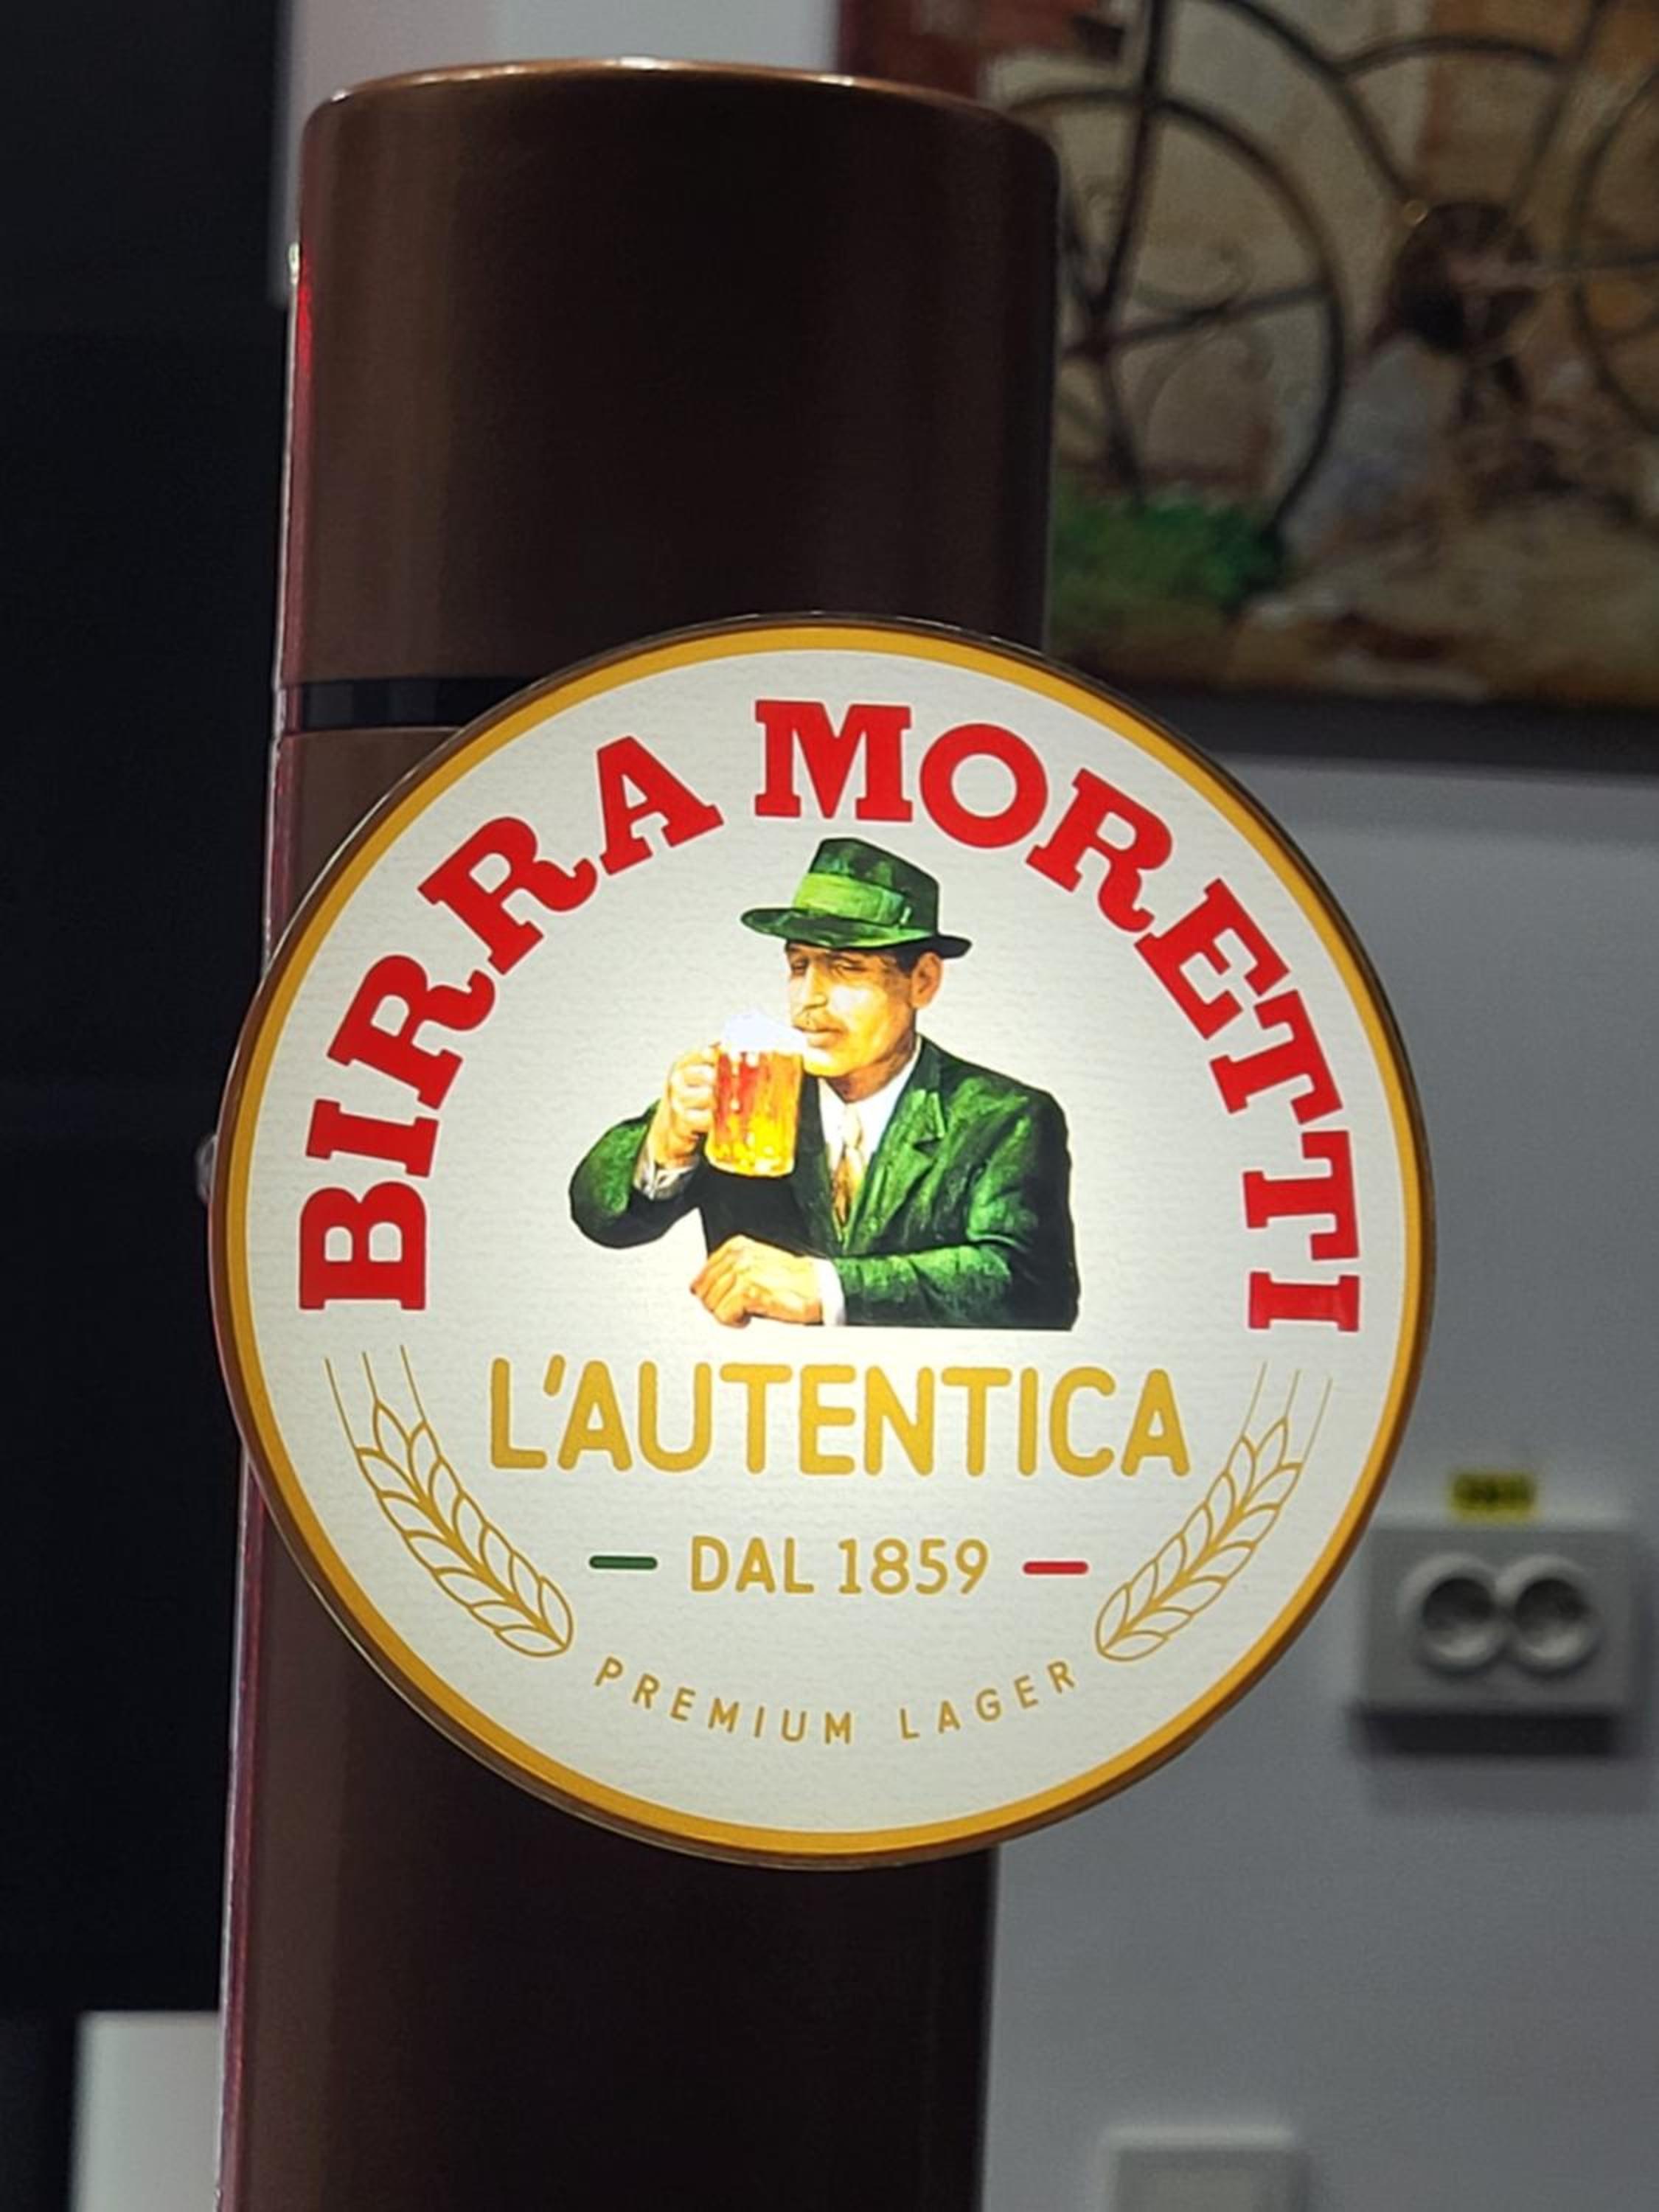 BIRRA MORETTI
L'AUTENTICA
DAL 1859
PREMIUM LAGER